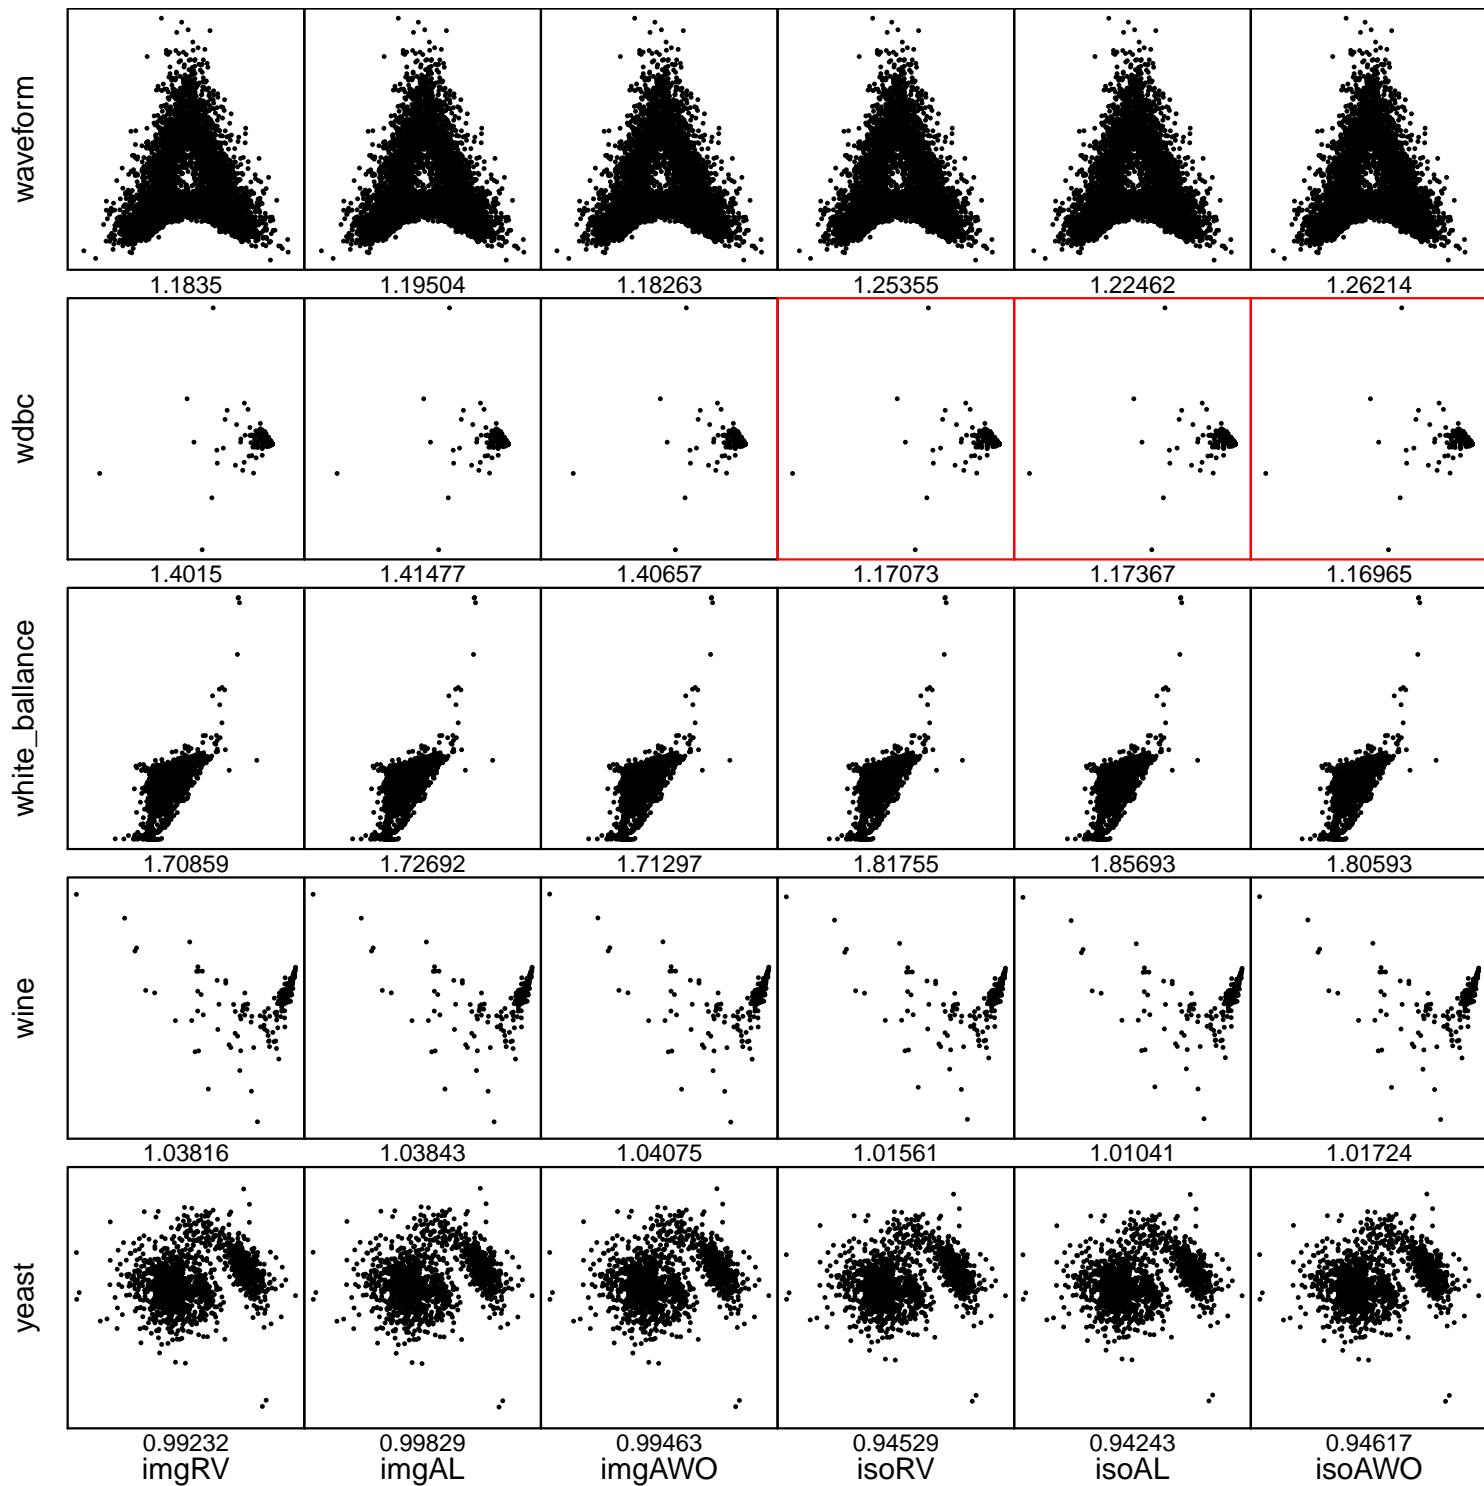 waveform
1.1835 1.19504 1.18263 1.25355 1.22462 1.26214
wdbc
1.4015 1.41477 1.40657 1.17073 1.17367 1.16965
white_ballance
1.70859 1.72692 1.71297 1.81755 1.85693 1.80593
wine
1.03816 1.03843 1.04075 1.01561 1.01041 1.01724
yeast
0.99232 0.99829 0.99463 0.94529 0.94243 0.94617
imgRV imgAL imgAWO isoRV isoAL isoAWO